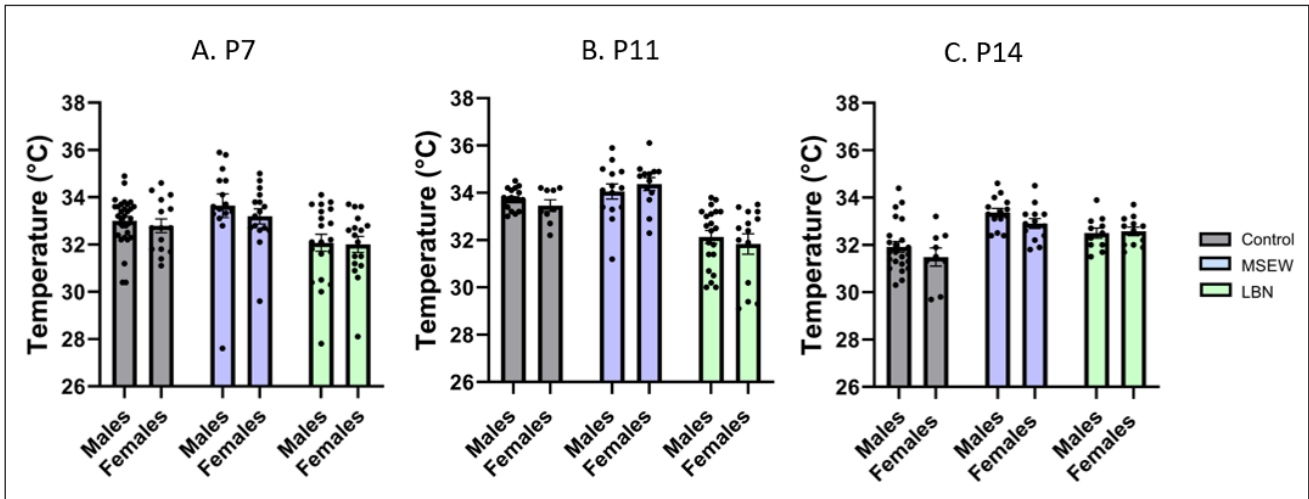 A. P7
Temperature (°C)
38
36
34
32
30
28
26
Males
Females
Males
Females
Males
Females
B. P11
Temperature (°C)
38
36
34
32
30
28
26
Males
Females
Males
Females
Males
Females
C. P14
Temperature (°C)
38
36
34
32
30
28
26
Males
Females
Males
Females
Males
Females
Control
MSEW
LBN